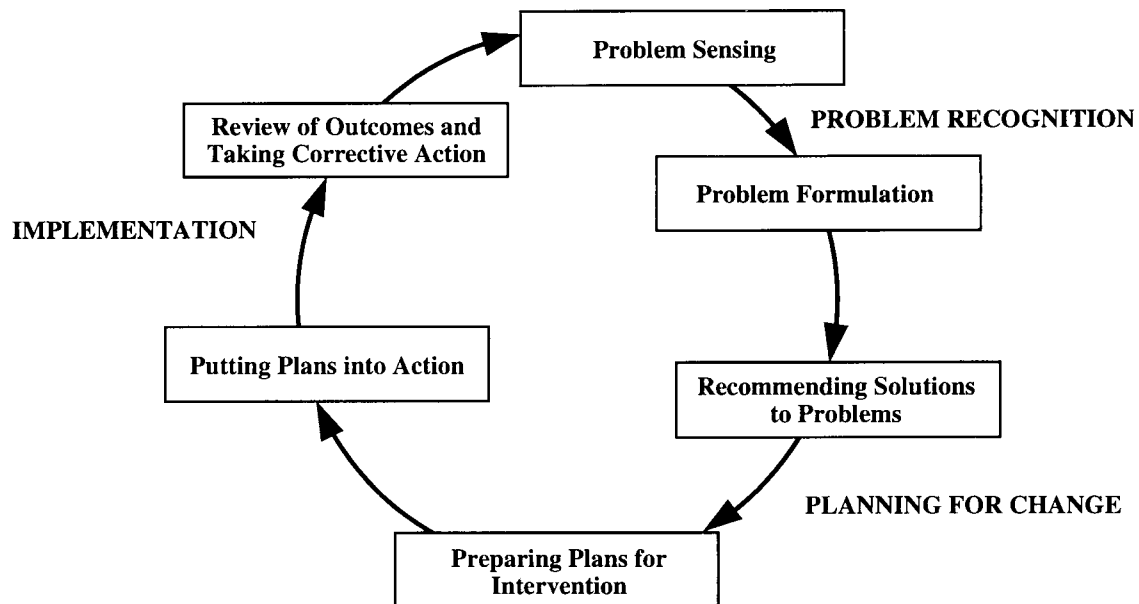 Problem Sensing
PROBLEM RECOGNITION
Problem Formulation
Recommending Solutions
to Problems
PLANNING FOR CHANGE
Preparing Plans for
Intervention
Putting Plans into Action
IMPLEMENTATION
Review of Outcomes and
Taking Corrective Action